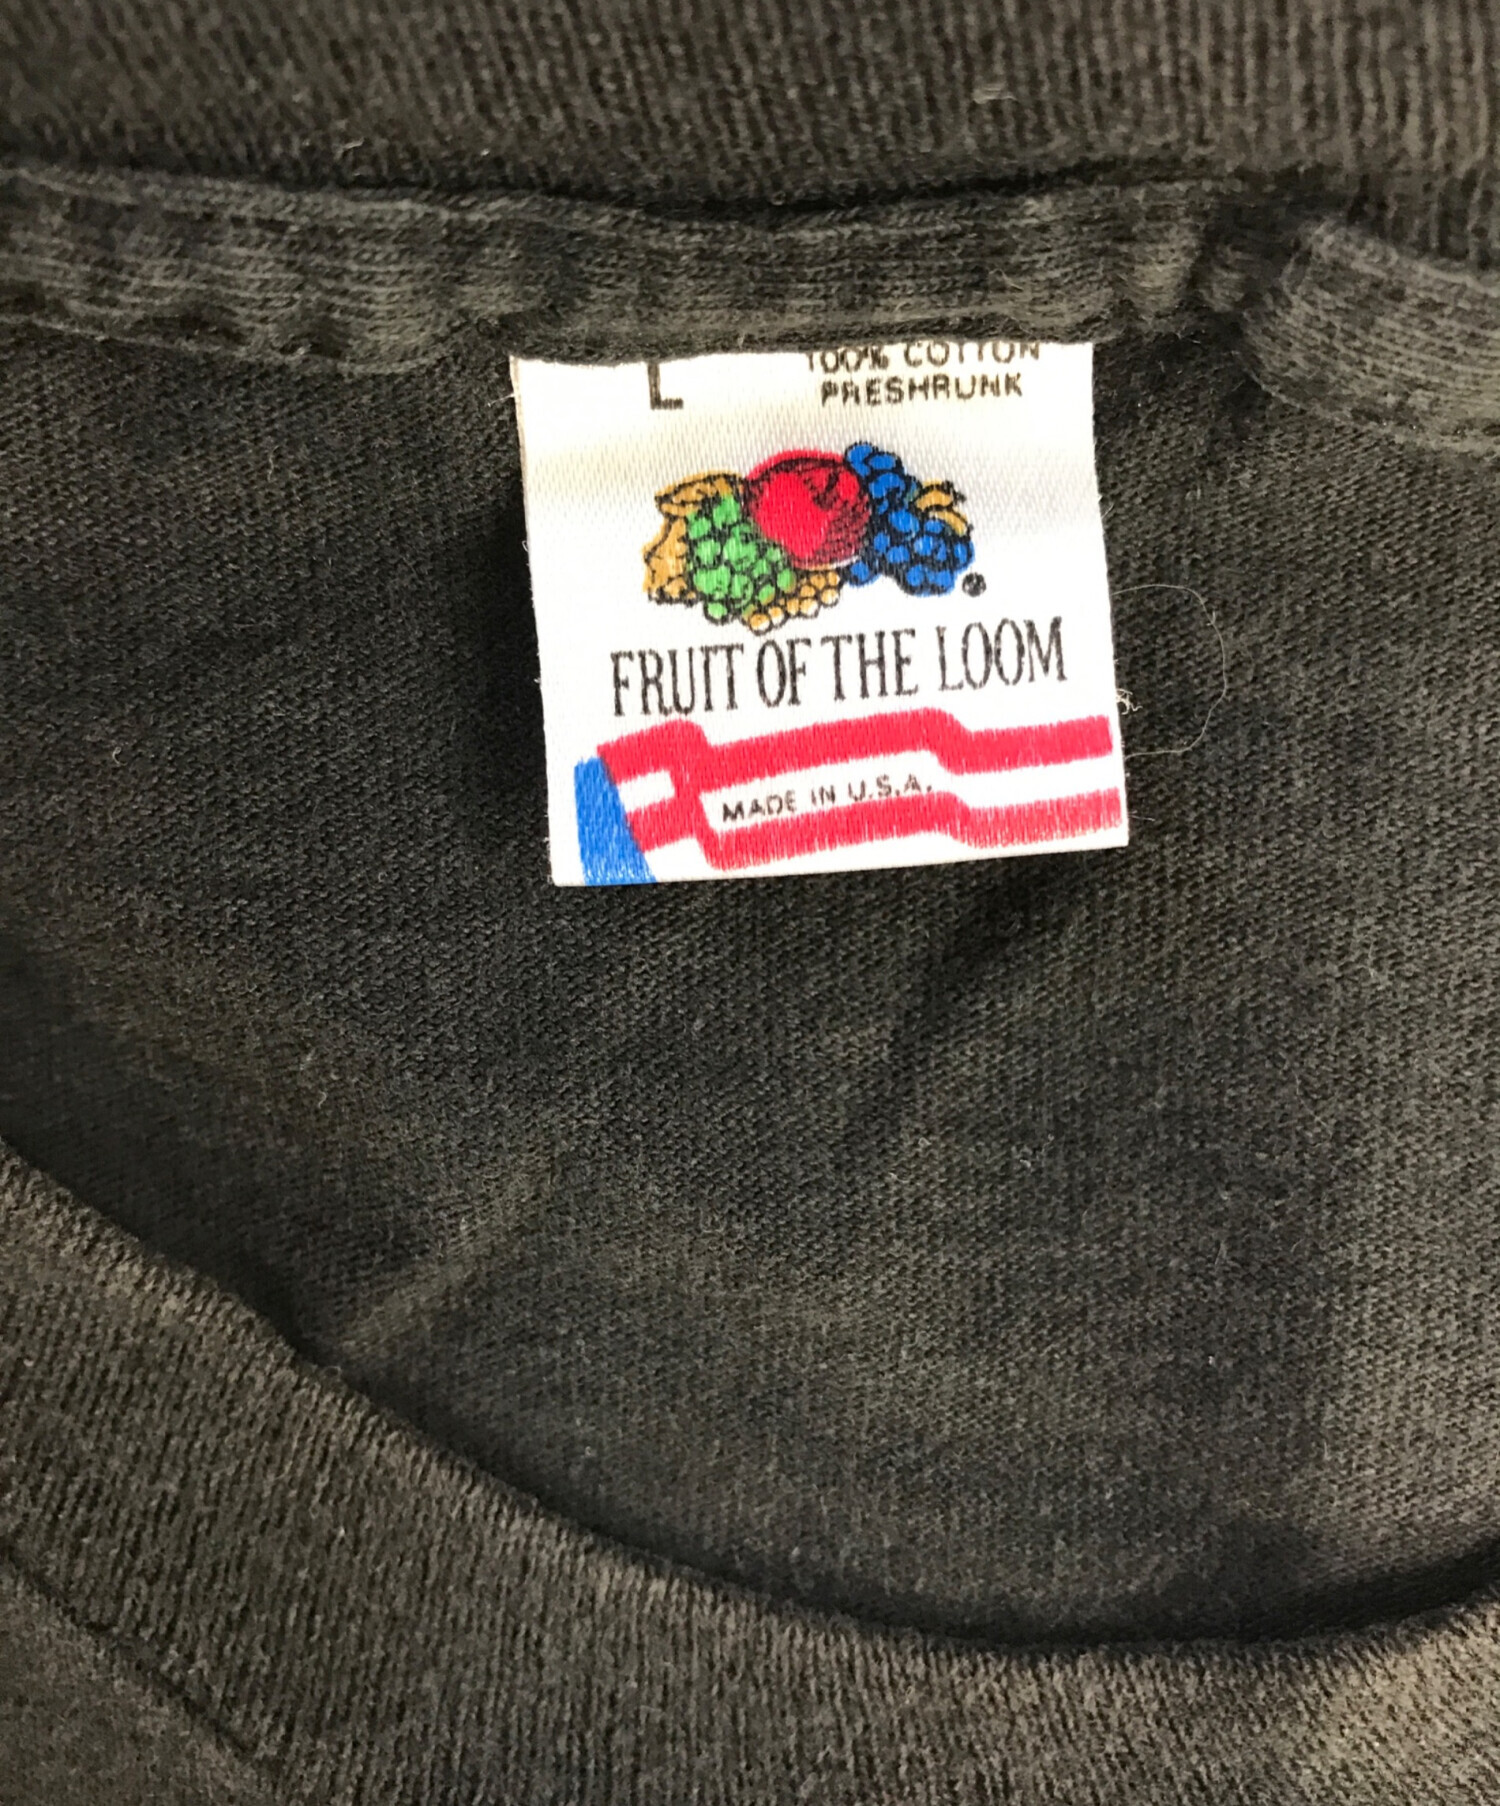 L
100% COTTON
PRESHRUNK
FRUIT OF THE LOOM
MADE IN U.S.A.